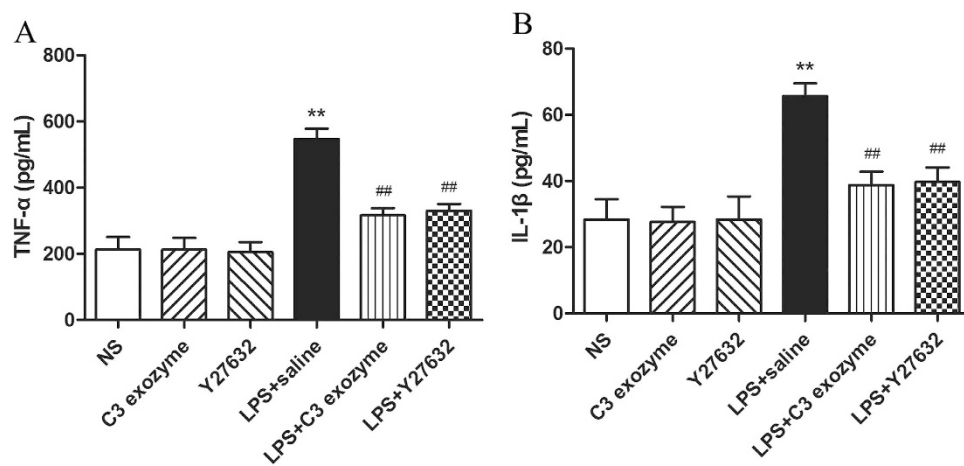 A
TNF-α (pg/mL)
800
600
400
200
0
**
##
##
NS
C3 exozyme
Y27632
LPS+saline
LPS+C3 exozyme
LPS+Y27632
B
IL-1β (pg/mL)
80
60
40
20
0
**
##
##
NS
C3 exozyme
Y27632
LPS+saline
LPS+C3 exozyme
LPS+Y27632